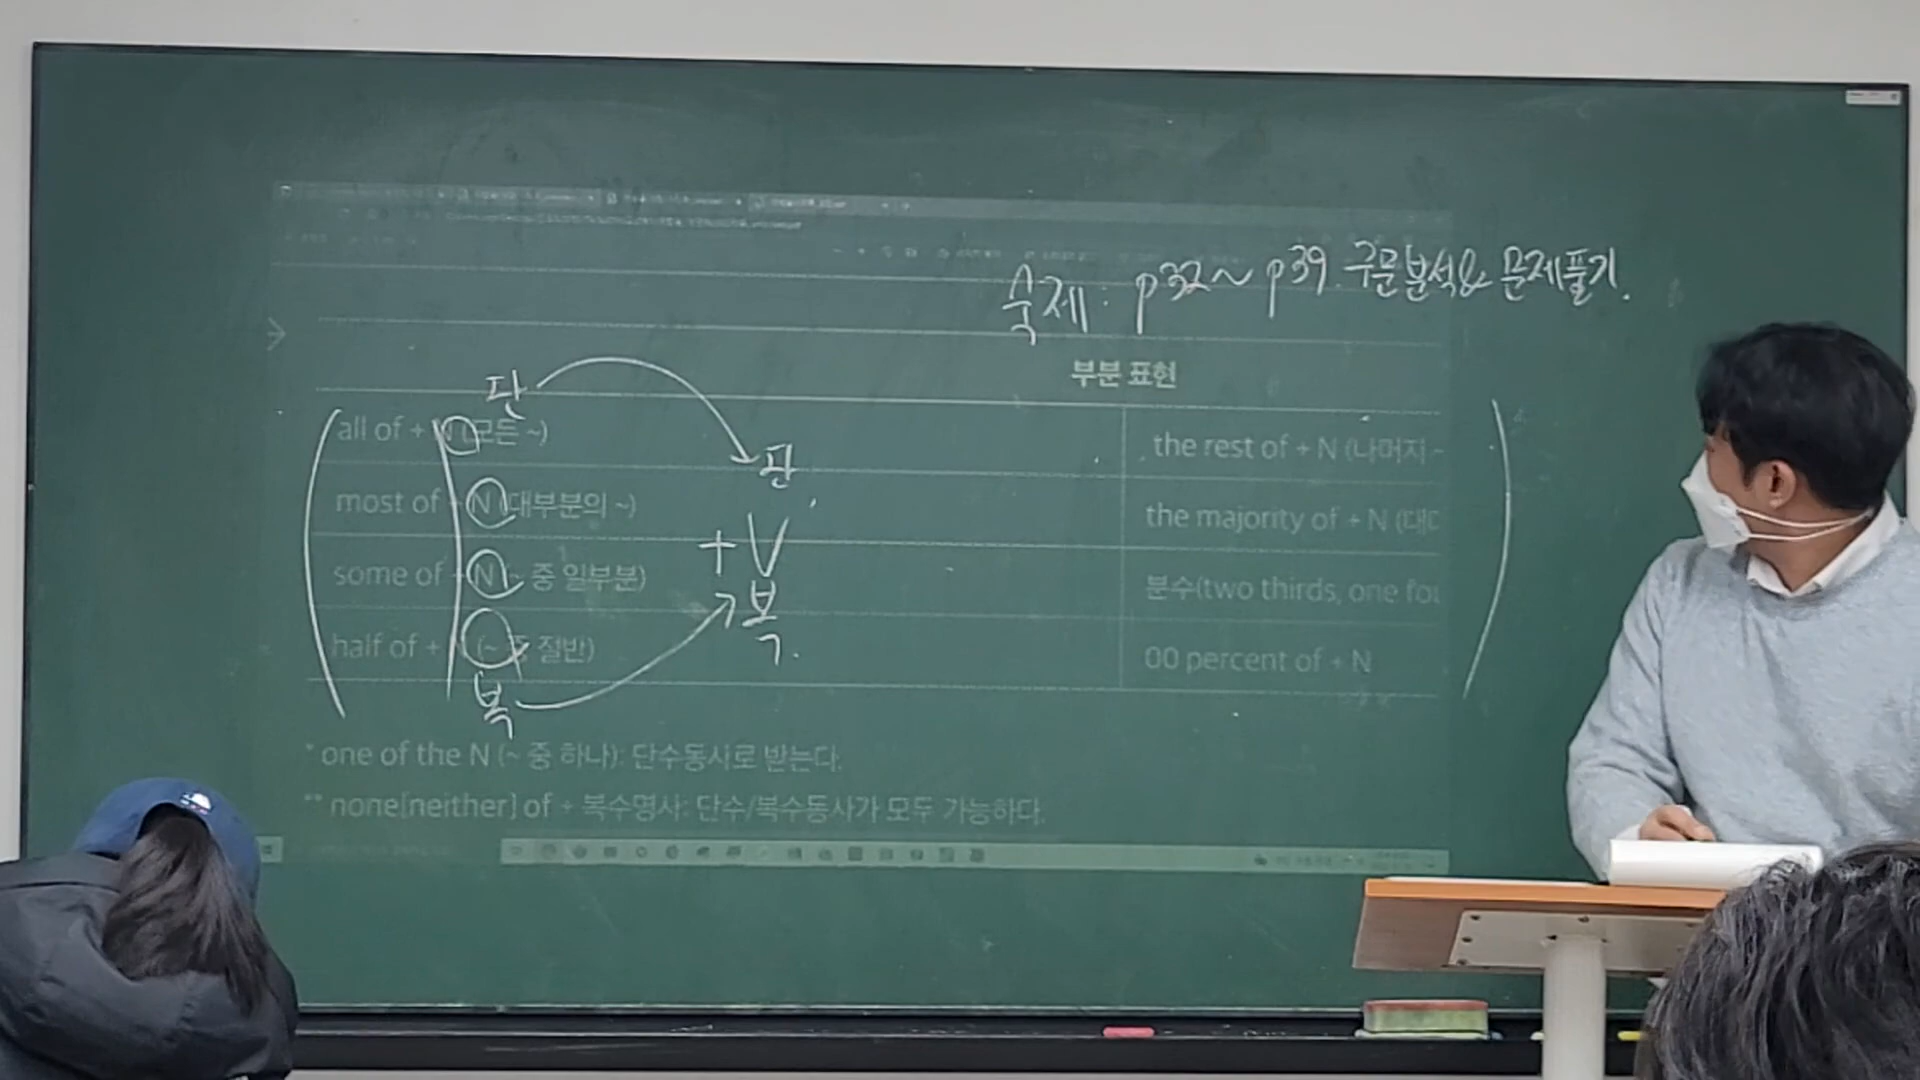 숙제: p32~ p39. 구문분석 & 문제풀기.
부분 표현
단
all of + N (모든 ~)
the rest of + N (나머지 ~
단
most of + N (대부분의 ~)
the majority of + N (대
+V
some of + N (~ 중 일부분)
분수(two thirds, one fou
복
half of + N (~ 중 절반)
00 percent of + N
복
* one of the N (~ 중 하나): 단수동사로 받는다.
** none[neither] of + 복수명사: 단수/복수동사가 모두 가능하다.